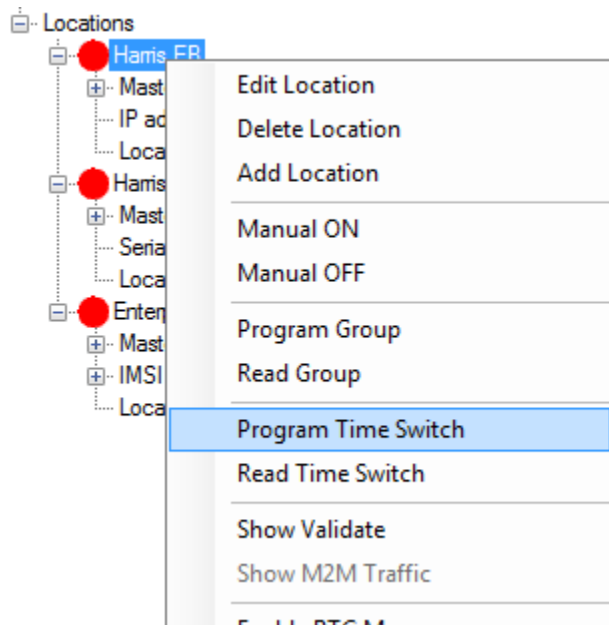 Locations
Harris EB
Mast
IP ad
Loca
Harris
Mast
Seria
Loca
Enterp
Mast
IMSI
Loca
Edit Location
Delete Location
Add Location
Manual ON
Manual OFF
Program Group
Read Group
Program Time Switch
Read Time Switch
Show Validate
Show M2M Traffic